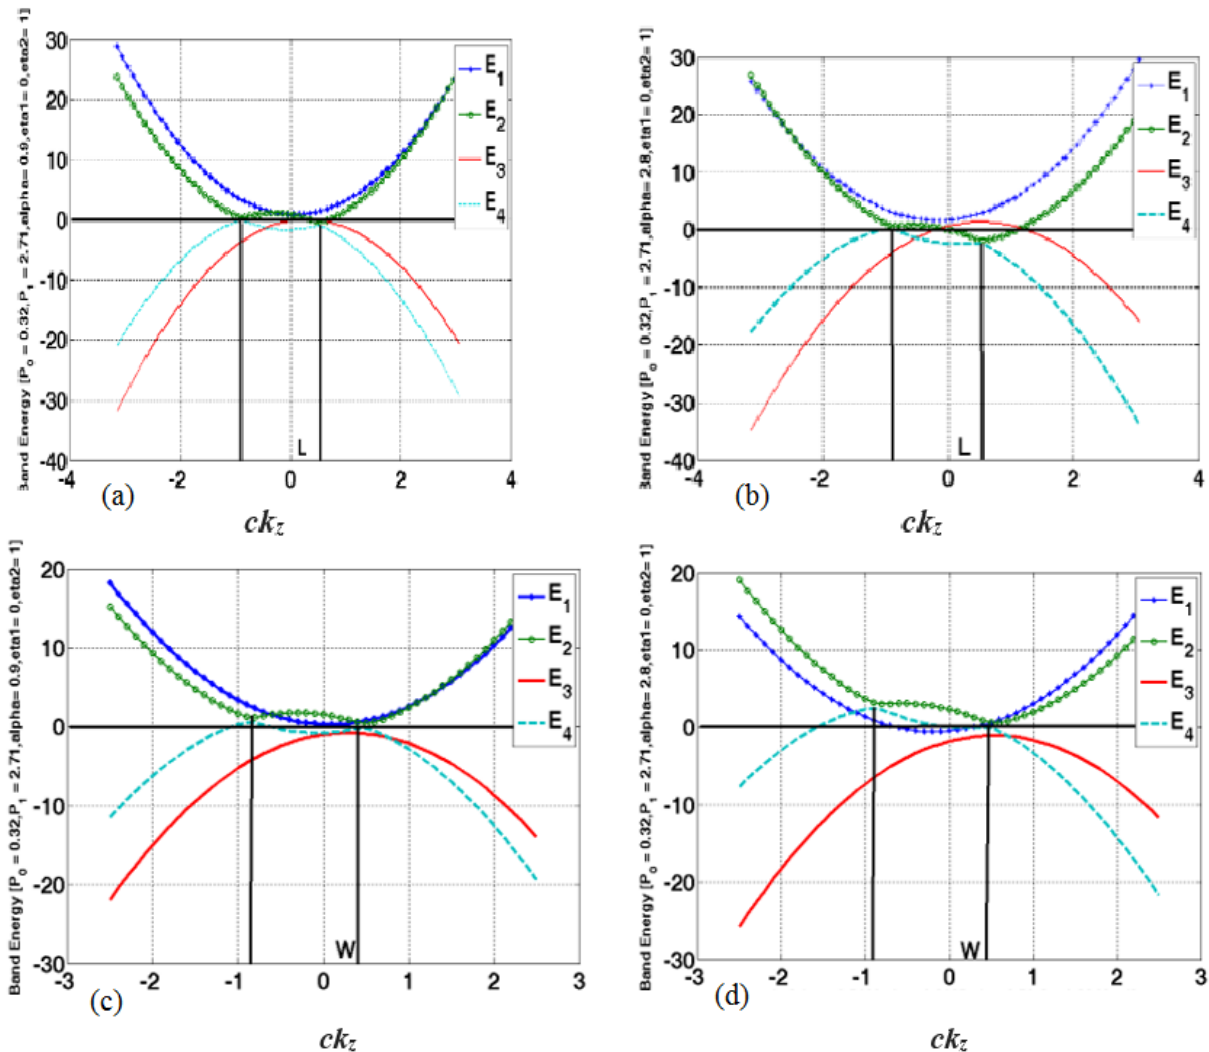 Band Energy [P0 = 0.32,P1 = 2.71,alpha= 0.9,eta1= 0,eta2= 1]
30
20
10
0
-10
-20
-30
-40
-4
-2
0
2
4
E1
E2
E3
E4
L
(a)
ckz
Band Energy [P0 = 0.32,P1 = 2.71,alpha= 2.8,eta1= 0,eta2= 1]
30
20
10
0
-10
-20
-30
-40
-4
-2
0
2
4
E1
E2
E3
E4
L
(b)
ckz
Band Energy [P0 = 0.32,P1 = 2.71,alpha= 0.9,eta1= 0,eta2= 1]
20
10
0
-10
-20
-30
-3
-2
-1
0
1
2
3
E1
E2
E3
E4
W
(c)
ckz
Band Energy [P0 = 0.32,P1 = 2.71,alpha= 2.8,eta1= 0,eta2= 1]
20
10
0
-10
-20
-30
-3
-2
-1
0
1
2
3
E1
E2
E3
E4
W
(d)
ckz